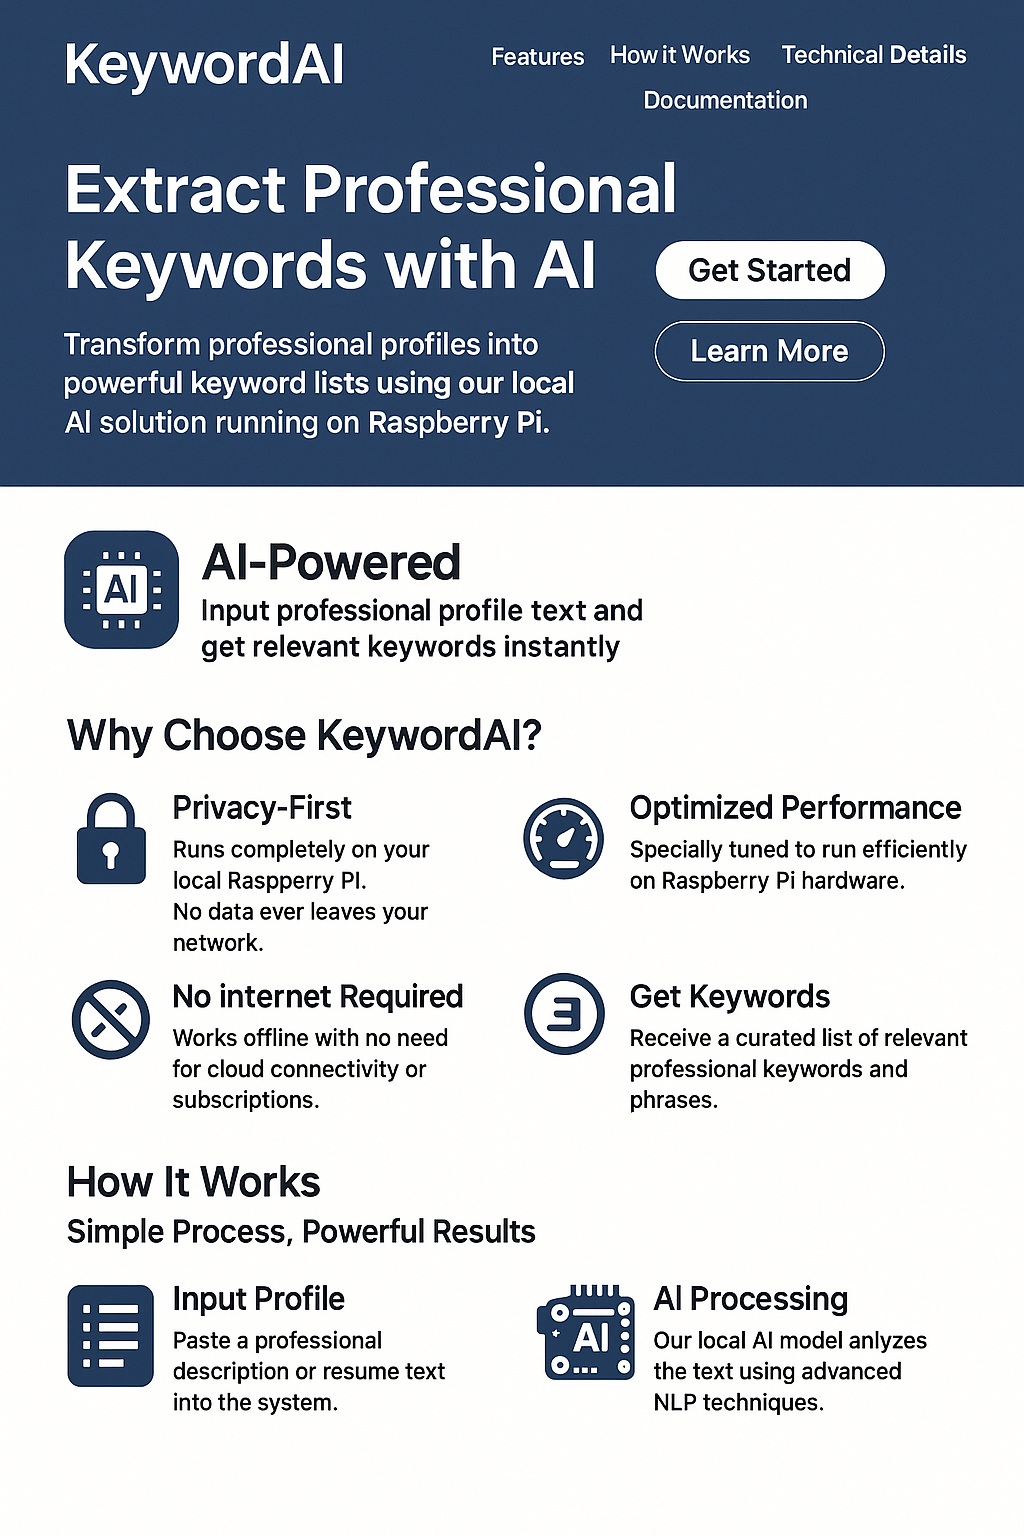 KeywordAI
Features How it Works Technical Details
Documentation
Extract Professional
Keywords with AI
Get Started
Learn More
Transform professional profiles into
powerful keyword lists using our local
AI solution running on Raspberry Pi.
AI
AI-Powered
Input professional profile text and
get relevant keywords instantly
Why Choose KeywordAI?
Privacy-First
Runs completely on your
local Raspperry PI.
No data ever leaves your
network.
Optimized Performance
Specially tuned to run efficiently
on Raspberry Pi hardware.
No internet Required
Works offline with no need
for cloud connectivity or
subscriptions.
3
Get Keywords
Receive a curated list of relevant
professional keywords and
phrases.
How It Works
Simple Process, Powerful Results
Input Profile
Paste a professional
description or resume text
into the system.
AI
AI Processing
Our local AI model anlyzes
the text using advanced
NLP techniques.